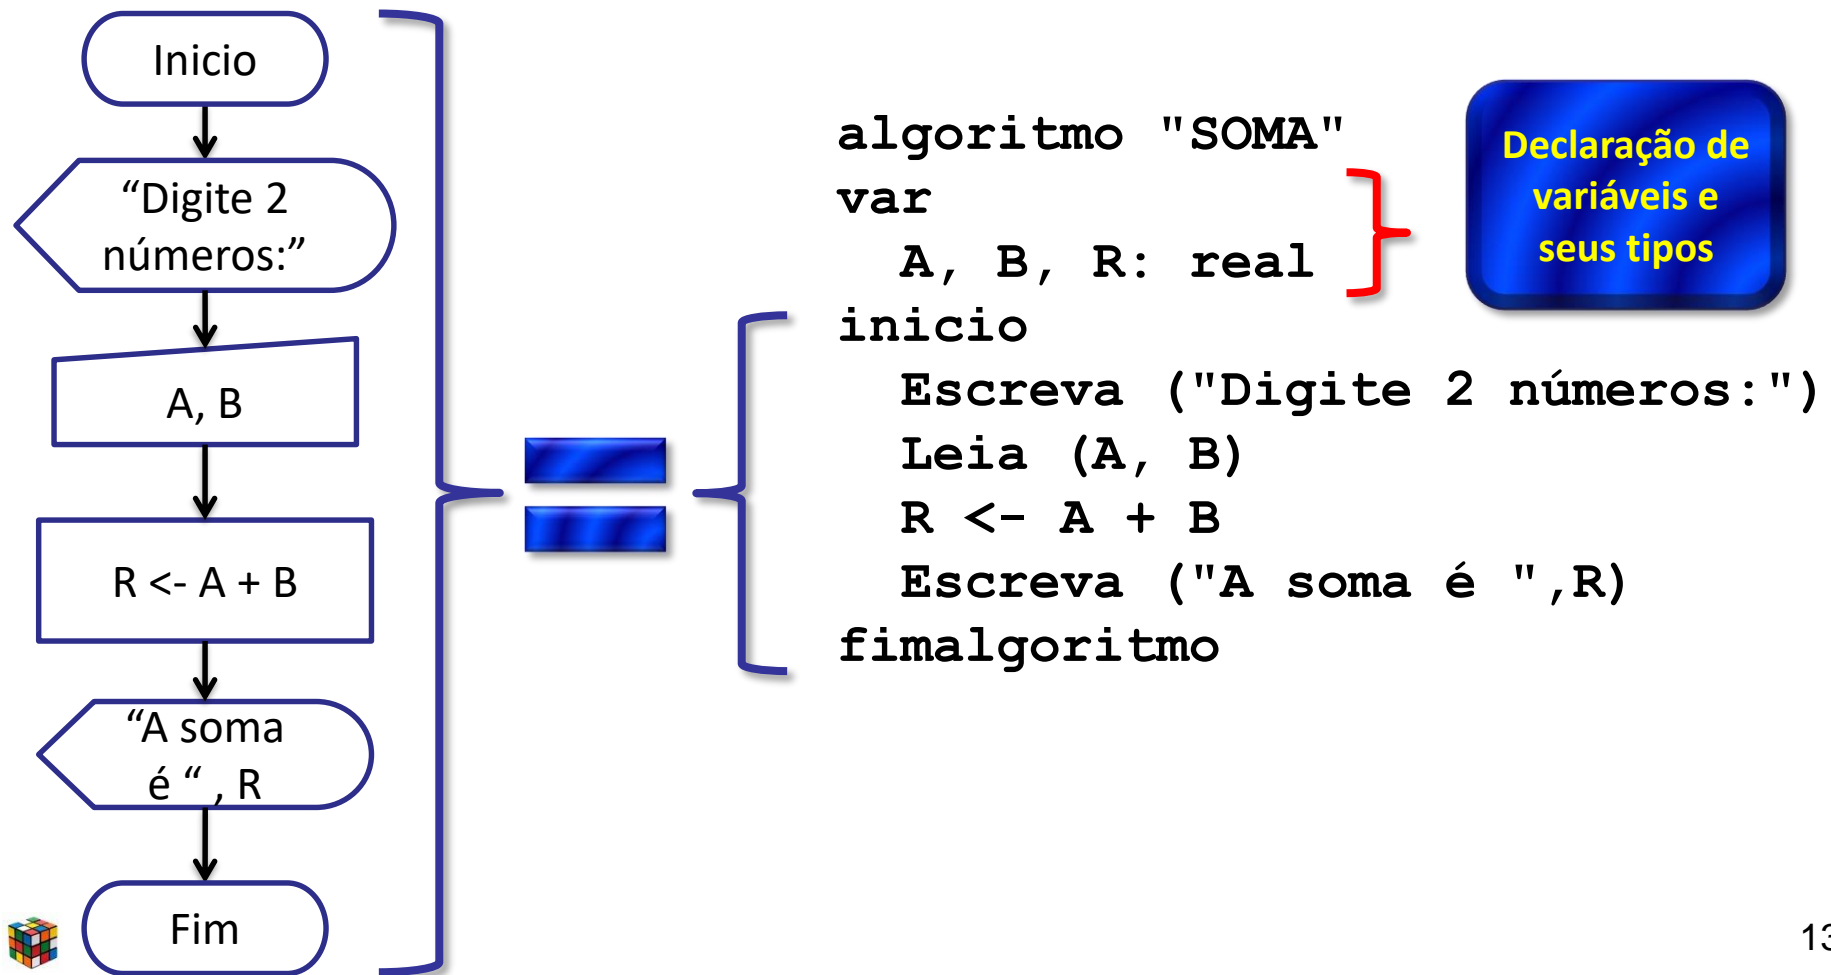 Inicio
“Digite 2
números:”
A, B
R <- A + B
“A soma
é “ , R
Fim
algoritmo "SOMA"
var
A, B, R: real
inicio
Escreva ("Digite 2 números:")
Leia (A, B)
R <- A + B
Escreva ("A soma é ",R)
fimalgoritmo
Declaração de
variáveis e
seus tipos
13